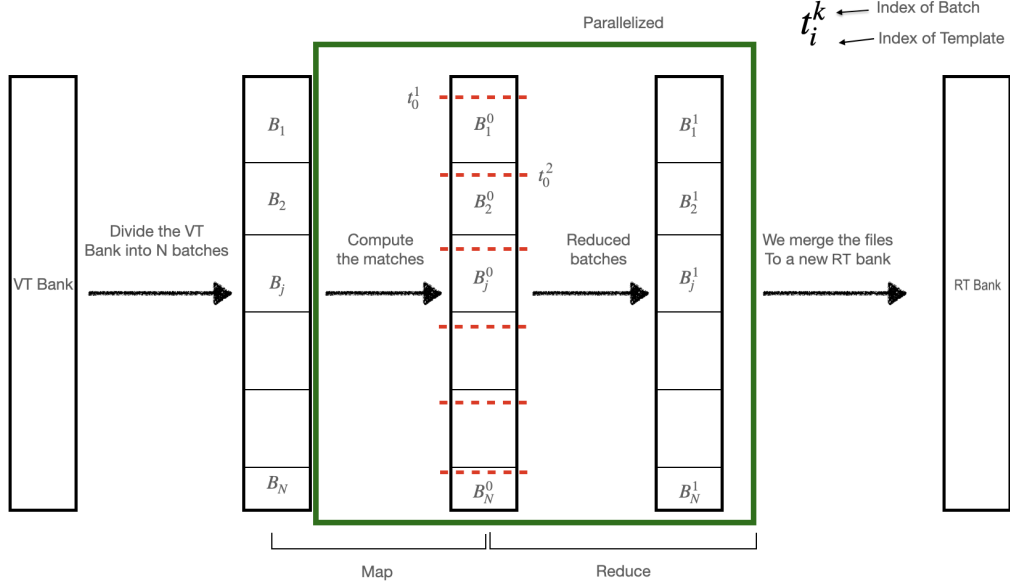 Parallelized
t_i^k
Index of Batch
Index of Template
VT Bank
Divide the VT
Bank into N batches
B_1
B_2
B_j
B_N
Compute
the matches
t_0^1
t_0^2
B_1^0
B_2^0
B_j^0
B_N^0
Reduced
batches
B_1^1
B_2^1
B_j^1
B_N^1
We merge the files
To a new RT bank
RT Bank
Map
Reduce